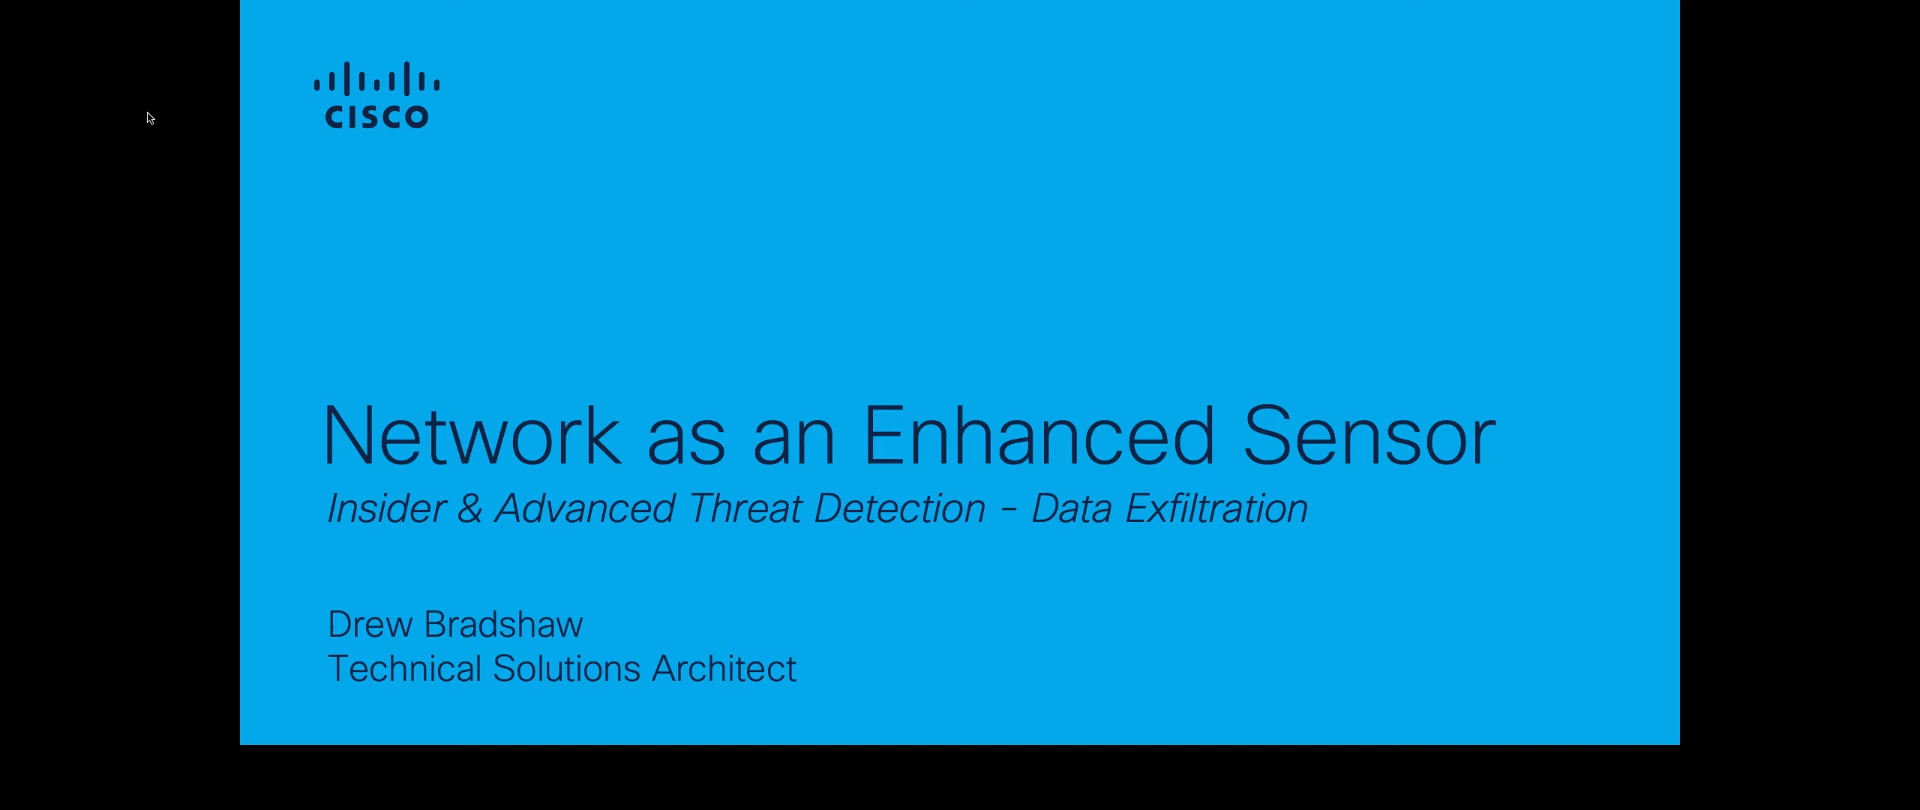 CISCO
Network as an Enhanced Sensor
Insider & Advanced Threat Detection – Data Exfiltration
Drew Bradshaw
Technical Solutions Architect